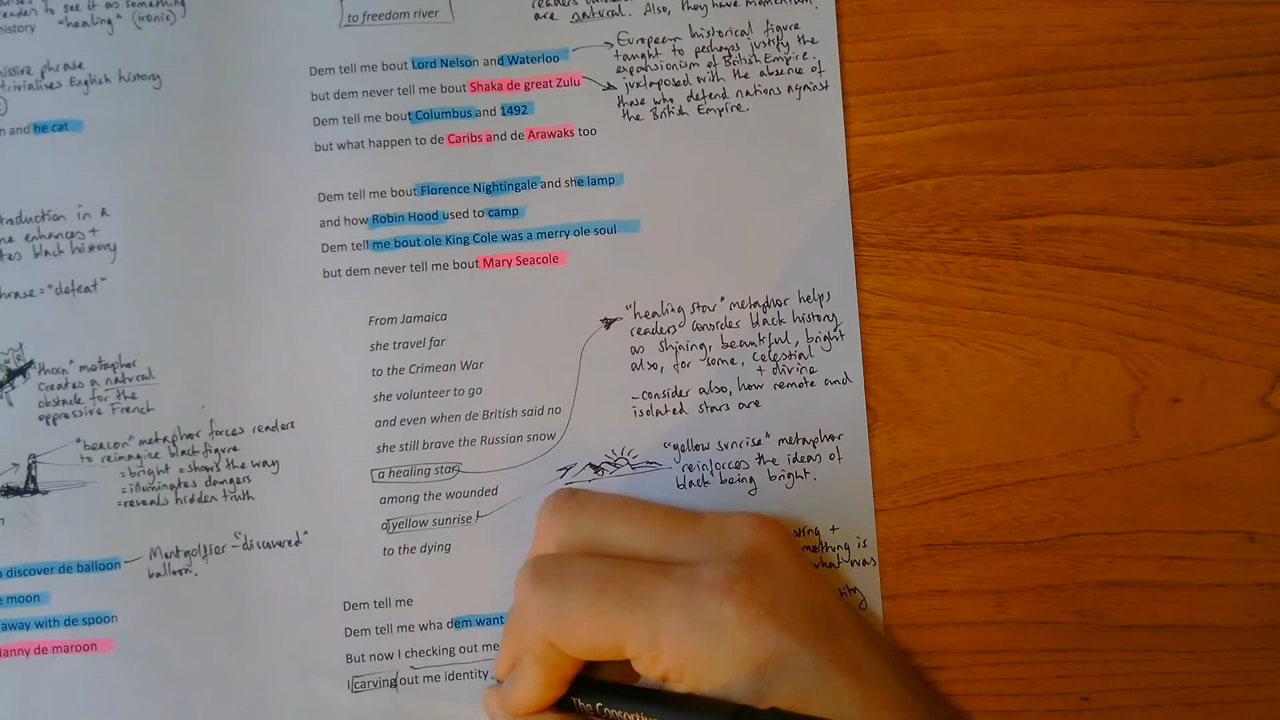 to see it as something
history "healing" (ironic)
phrase
trivialises English history
and he cat
in a
enhances +
black history
"defeat"
"thorn" metaphor
creates a natural
obstacle for the
oppressive French
"beacon" metaphor forces readers
to reimagine black figure
=bright =shows the way
=illuminates dangers
=reveals hidden truth
Montgolfier - "discovered"
balloon.
discover de balloon
moon
away with de spoon
de maroon
to freedom river
readers
are natural. Also, they have
Dem tell me bout Lord Nelson and Waterloo
but dem never tell me bout Shaka de great Zulu
Dem tell me bout Columbus and 1492
but what happen to de Caribs and de Arawaks too
European historical figure
taught to perhaps justify the
expansionism of British Empire.
juxtaposed with the absence of
those who defend nations against
the British Empire.
Dem tell me bout Florence Nightingale and she lamp
and how Robin Hood used to camp
Dem tell me bout ole King Cole was a merry ole soul
but dem never tell me bout Mary Seacole
From Jamaica
she travel far
to the Crimean War
she volunteer to go
and even when de British said no
she still brave the Russian snow
a healing star
among the wounded
a yellow sunrise
to the dying
"healing star" metaphor helps
readers consider black history
as shining, beautiful, bright
also, for some, celestial
+ divine
- consider also, how remote and
isolated stars are
"yellow sunrise" metaphor
reinforces the ideas of
black being bright.
+
is
what was
Dem tell me
Dem tell me wha dem want
But now I checking out me
I carving out me identity
The